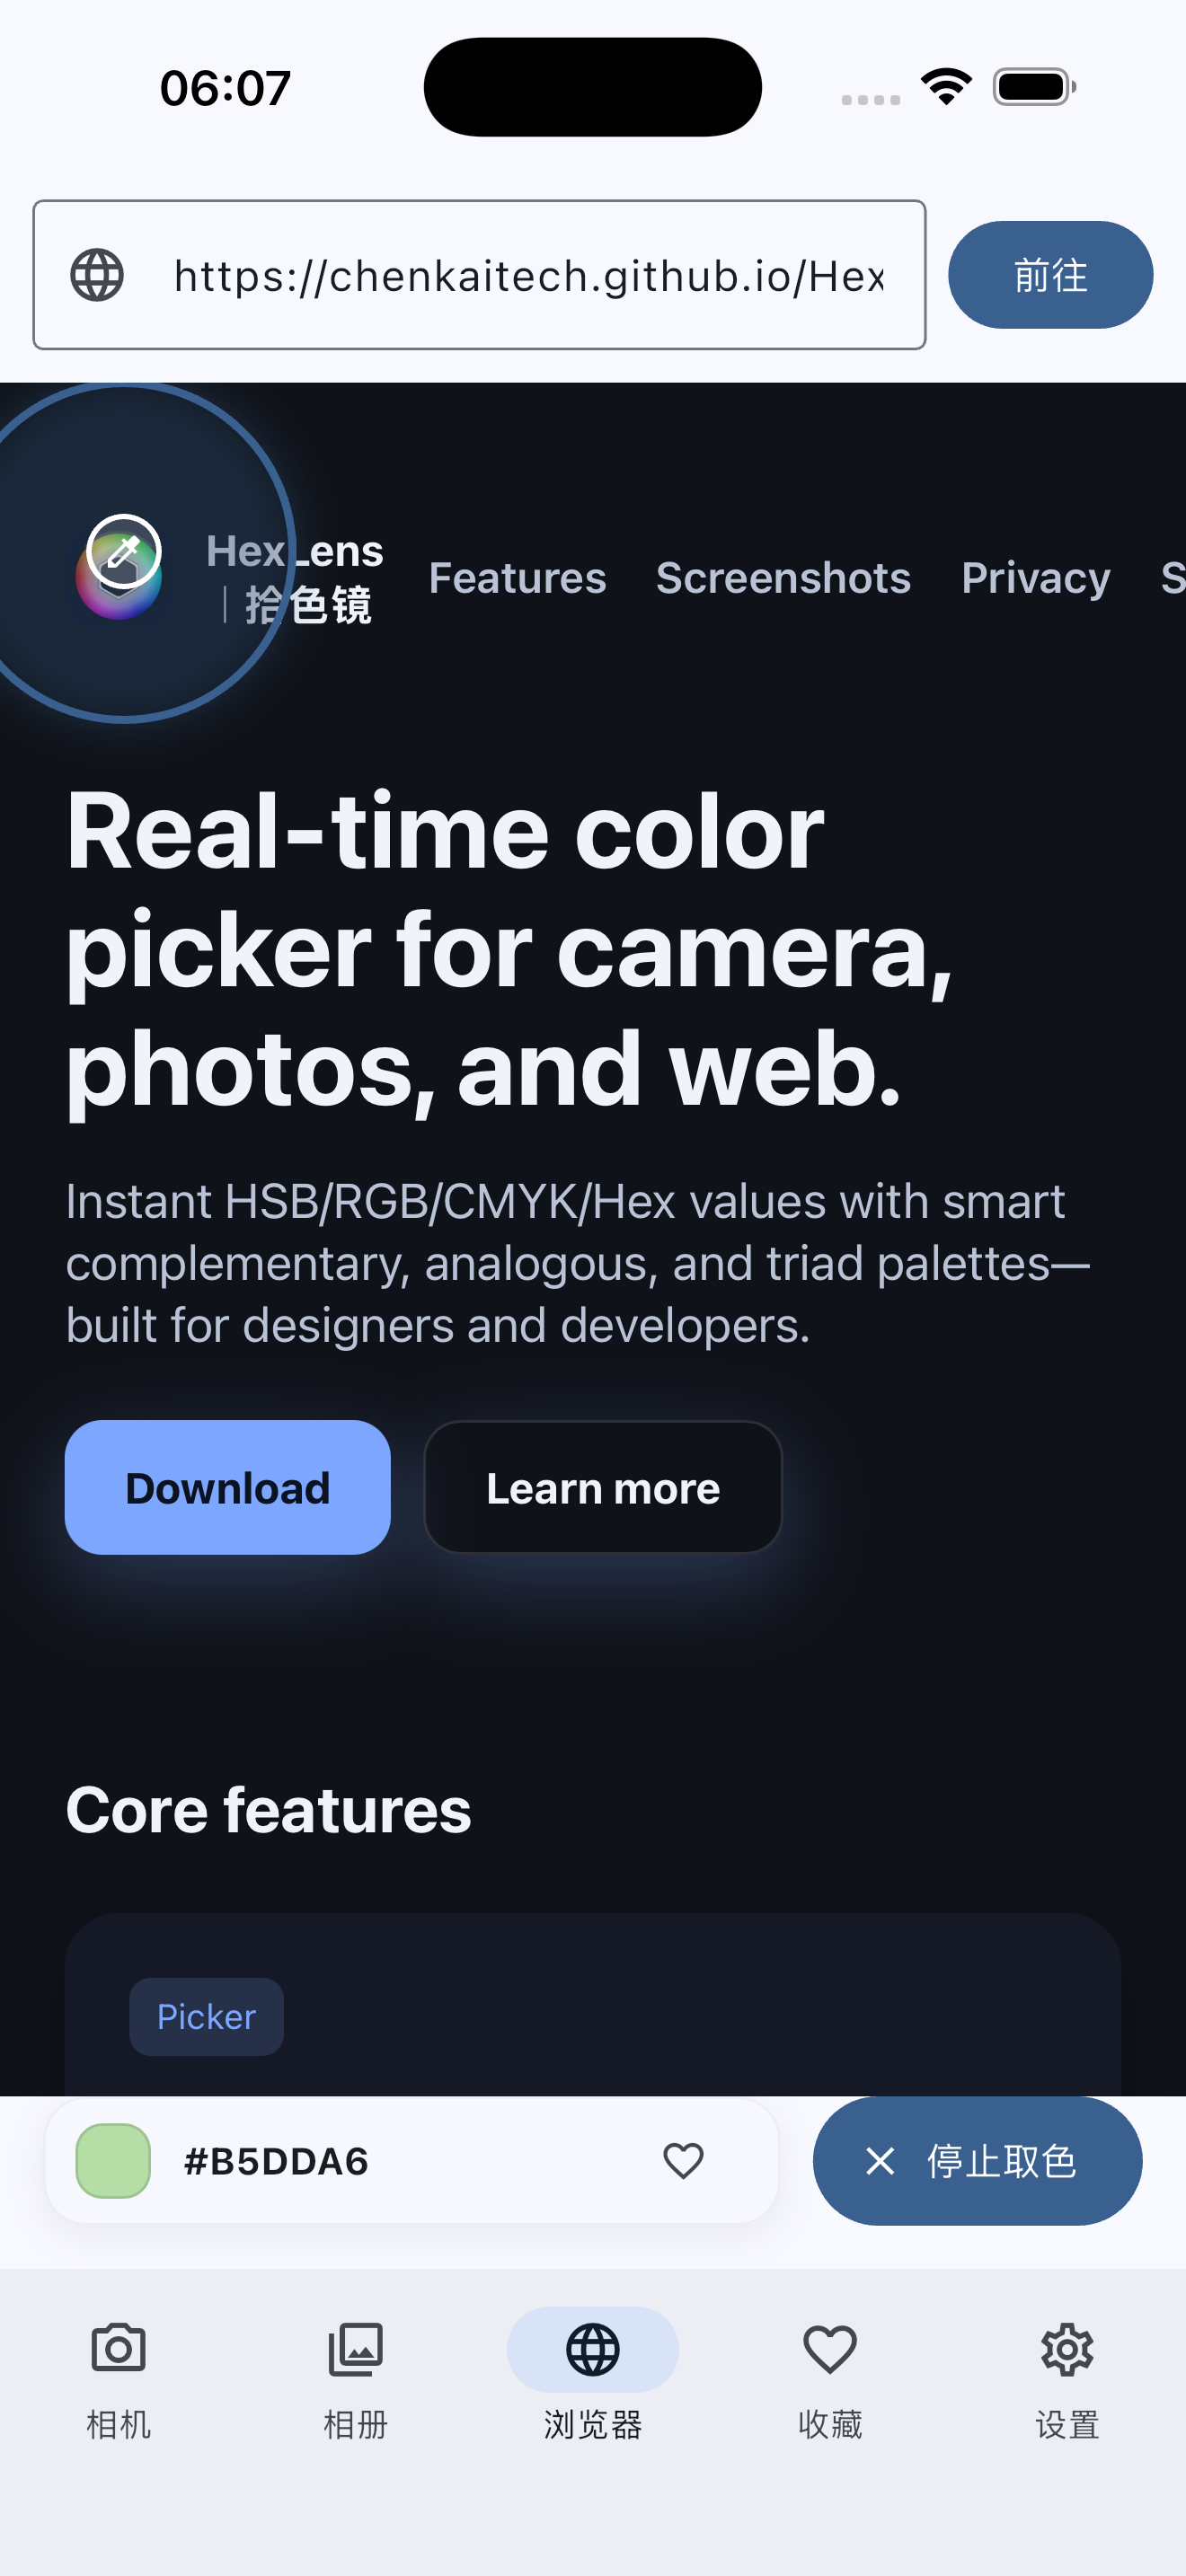 06:07
https://chenkaitech.github.io/Hex
前往
HexLens
｜拾色镜
Features
Screenshots
Privacy
S
Real-time color
picker for camera,
photos, and web.
Instant HSB/RGB/CMYK/Hex values with smart
complementary, analogous, and triad palettes—
built for designers and developers.
Download
Learn more
Core features
Picker
#B5DDA6
停止取色
相机
相册
浏览器
收藏
设置